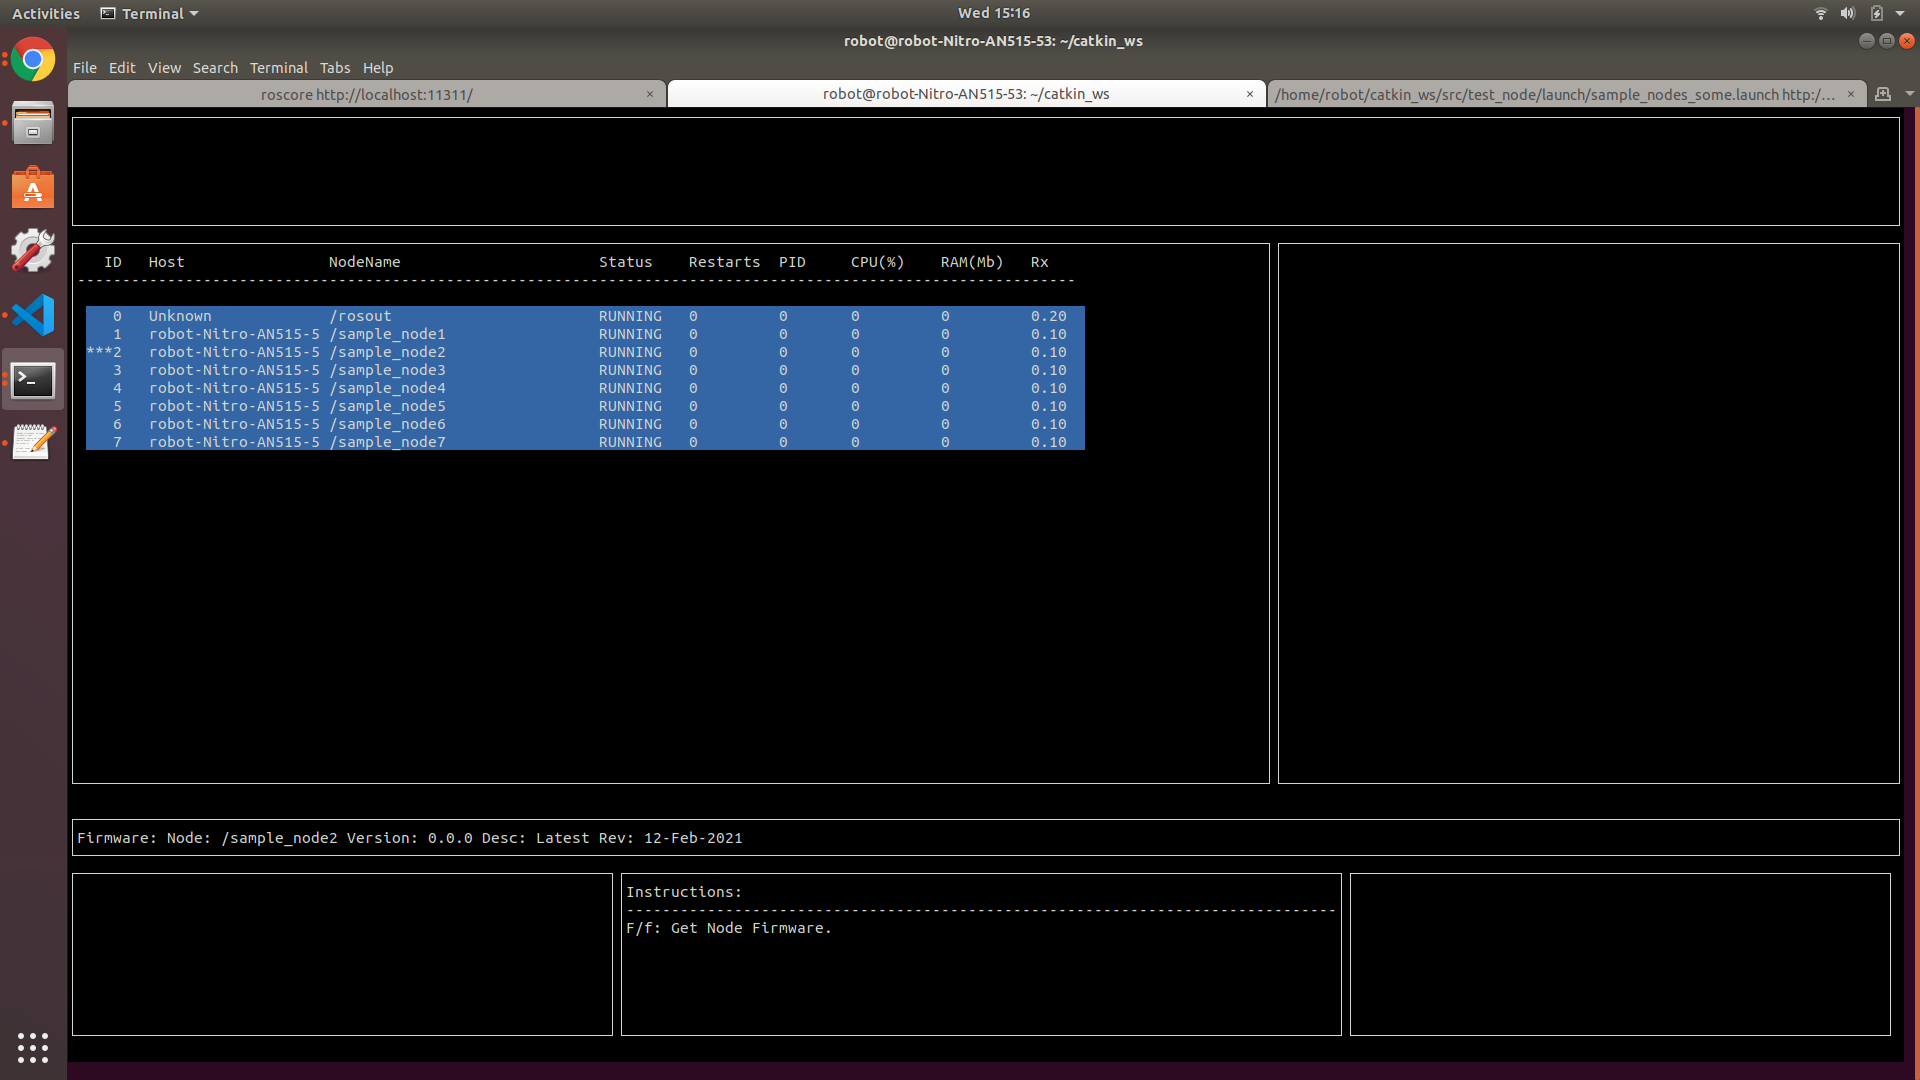 Activities Terminal Wed 15:16
robot@robot-Nitro-AN515-53: ~/catkin_ws
File Edit View Search Terminal Tabs Help
roscore http://localhost:11311/ × robot@robot-Nitro-AN515-53: ~/catkin_ws × /home/robot/catkin_ws/src/test_node/launch/sample_nodes_some.launch http:/... ×
ID Host NodeName Status Restarts PID CPU(%) RAM(Mb) Rx
---------------------------------------------------------------------------------------------------------------
0 Unknown /rosout RUNNING 0 0 0 0 0.20
1 robot-Nitro-AN515-5 /sample_node1 RUNNING 0 0 0 0 0.10
***2 robot-Nitro-AN515-5 /sample_node2 RUNNING 0 0 0 0 0.10
3 robot-Nitro-AN515-5 /sample_node3 RUNNING 0 0 0 0 0.10
4 robot-Nitro-AN515-5 /sample_node4 RUNNING 0 0 0 0 0.10
5 robot-Nitro-AN515-5 /sample_node5 RUNNING 0 0 0 0 0.10
6 robot-Nitro-AN515-5 /sample_node6 RUNNING 0 0 0 0 0.10
7 robot-Nitro-AN515-5 /sample_node7 RUNNING 0 0 0 0 0.10
Firmware: Node: /sample_node2 Version: 0.0.0 Desc: Latest Rev: 12-Feb-2021
Instructions:
-------------------------------------------------------------------------------
F/f: Get Node Firmware.